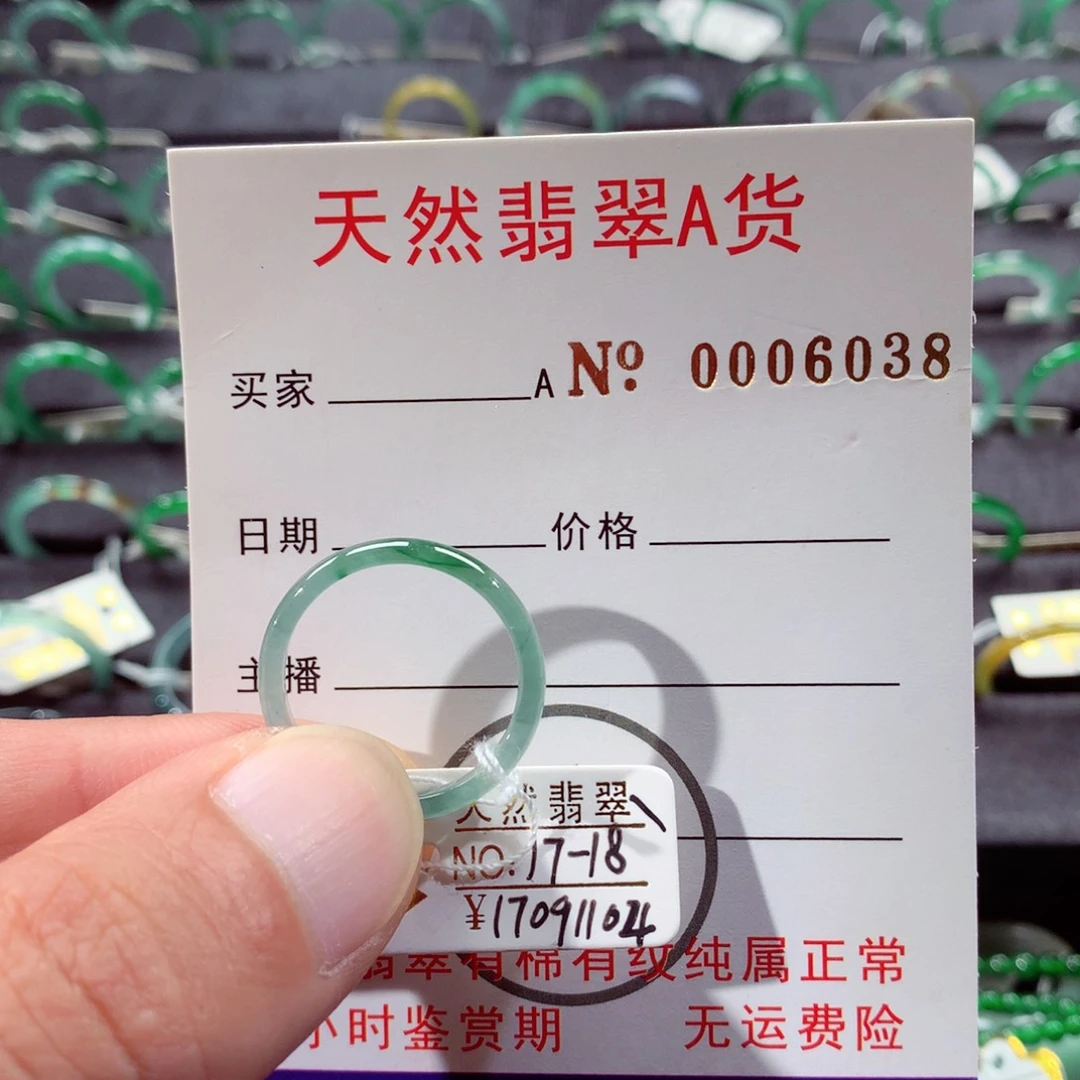 天然翡翠A货
买家 A Nº 0006038
日期 价格
主播
天然翡翠
NO: 17-18
¥170911024
翡翠有棉有纹纯属正常
小时鉴赏期 无运费险